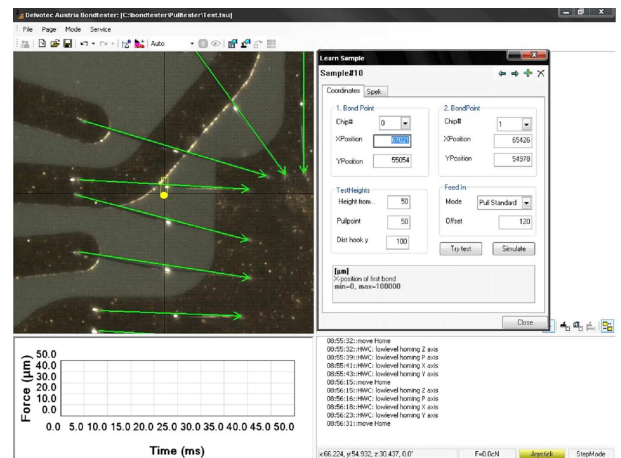 Delvotec Austria Bondtester: [C:\bondtester\PullTester\Test.tsu]
File Page Mode Service
Auto
Learn Sample
Sample#10
Coordinates Spek
1. Bond Point 2. BondPoint
Chip# 0 Chip# 1
XPosition XPosition 65426
YPosition 55054 YPosition 54978
TestHeights Feed In
Height from... 50 Mode Pull Standard
Pullpoint 50 Offset 120
Dist hook y 100
Try test Simulate
[µm]
X-position of first bond
min=0, max=100000
Close
08:55:32::move Home
08:55:32::HWC: lowlevel homing Z axis
08:55:39::HWC: lowlevel homing P axis
08:55:41::HWC: lowlevel homing X axis
08:55:43::HWC: lowlevel homing Y axis
08:56:15::move Home
08:56:15::HWC: lowlevel homing Z axis
08:56:16::HWC: lowlevel homing P axis
08:56:18::HWC: lowlevel homing X axis
08:56:23::HWC: lowlevel homing Y axis
08:56:31::move Home
Force (µm)
50.0
40.0
30.0
20.0
10.0
0.0
0.0 5.0 10.0 15.0 20.0 25.0 30.0 35.0 40.0 45.0 50.0
Time (ms)
x:66.224, y:54.932, z:30.437, 0.0° F=0.0cN Joystick StepMode